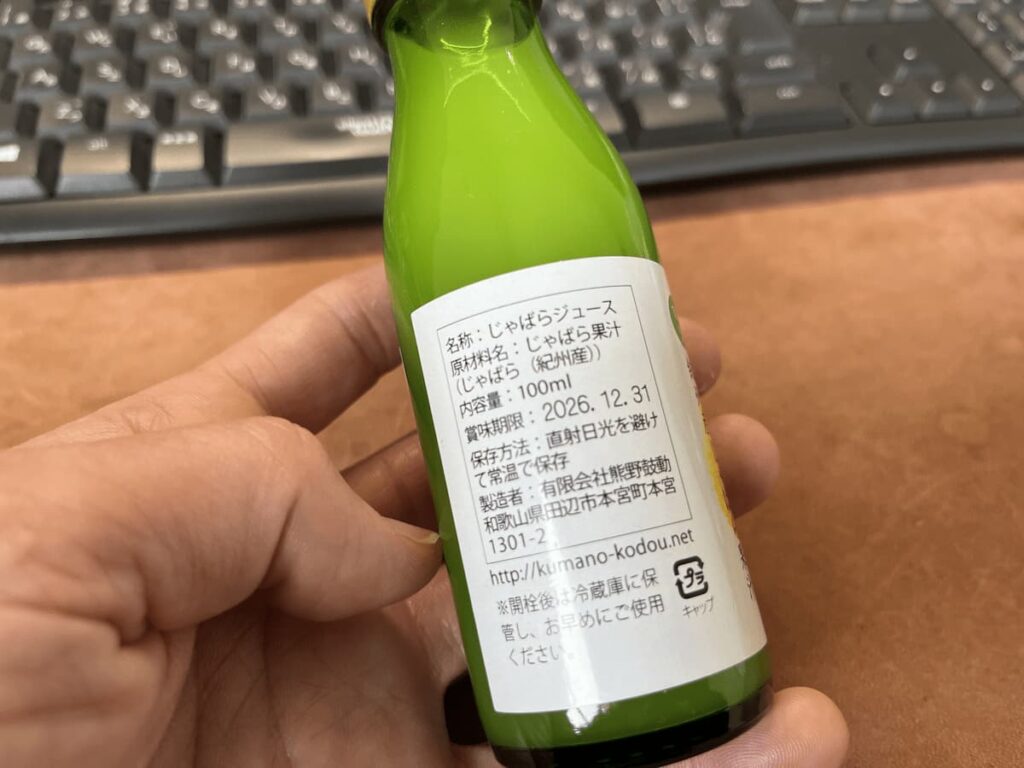 名称：じゃばらジュース
原材料名：じゃばら果汁
(じゃばら（紀州産))
内容量：100ml
賞味期限：2026. 12. 31
保存方法：直射日光を避け
て常温で保存
製造者：有限会社熊野鼓動
和歌山県田辺市本宮町本宮
1301-2
http://kumano-kodou.net
※開栓後は冷蔵庫に保
管し、お早めにご使用
ください。
プラ
キャップ